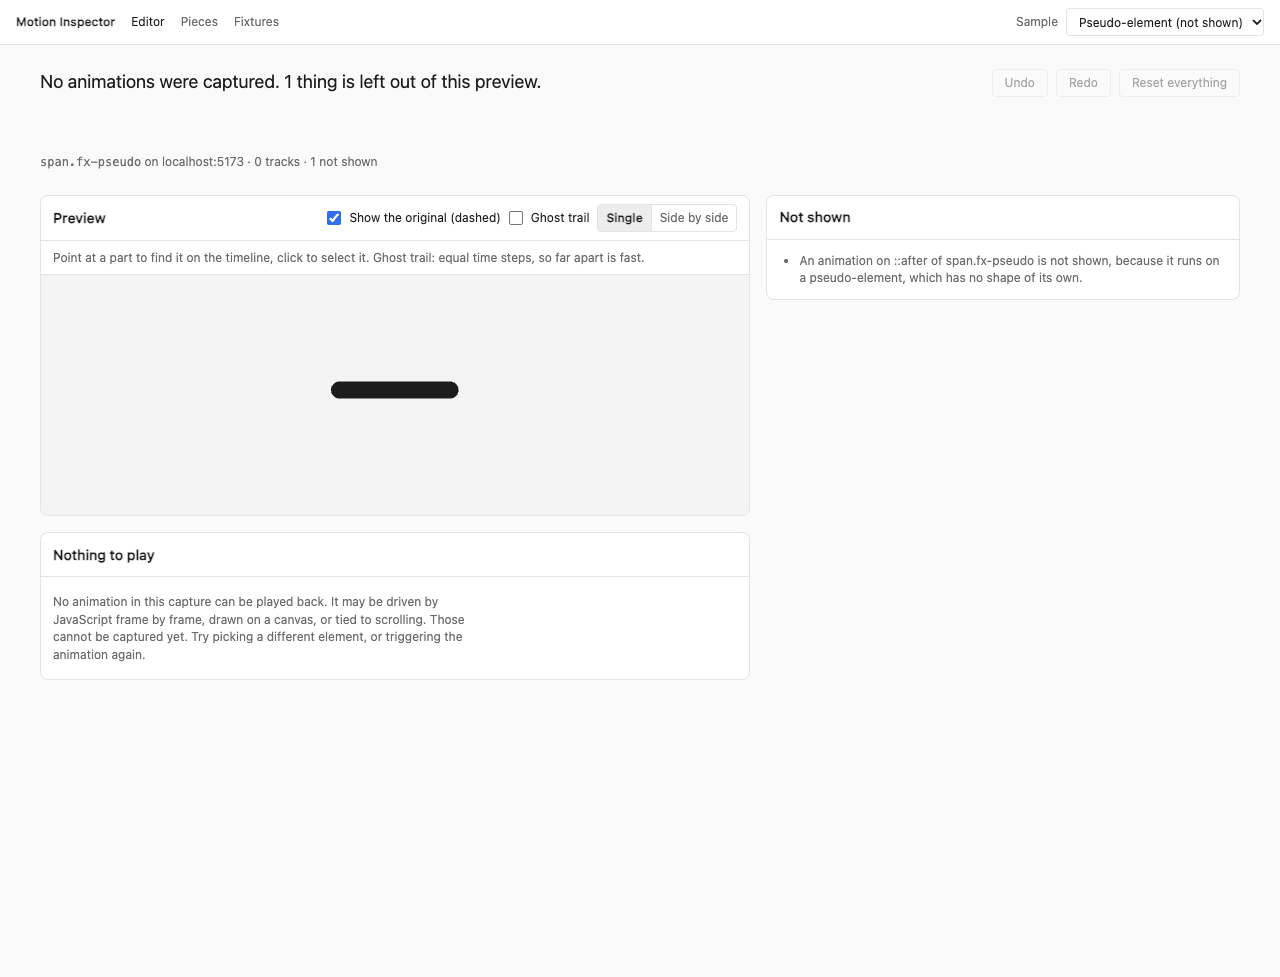 Motion Inspector Editor Pieces Fixtures Sample Pseudo-element (not shown)
No animations were captured. 1 thing is left out of this preview. Undo Redo Reset everything
span.fx-pseudo on localhost:5173 · 0 tracks · 1 not shown
Preview Show the original (dashed) Ghost trail Single Side by side
Point at a part to find it on the timeline, click to select it. Ghost trail: equal time steps, so far apart is fast.
Not shown
• An animation on ::after of span.fx-pseudo is not shown, because it runs on
a pseudo-element, which has no shape of its own.
Nothing to play
No animation in this capture can be played back. It may be driven by
JavaScript frame by frame, drawn on a canvas, or tied to scrolling. Those
cannot be captured yet. Try picking a different element, or triggering the
animation again.